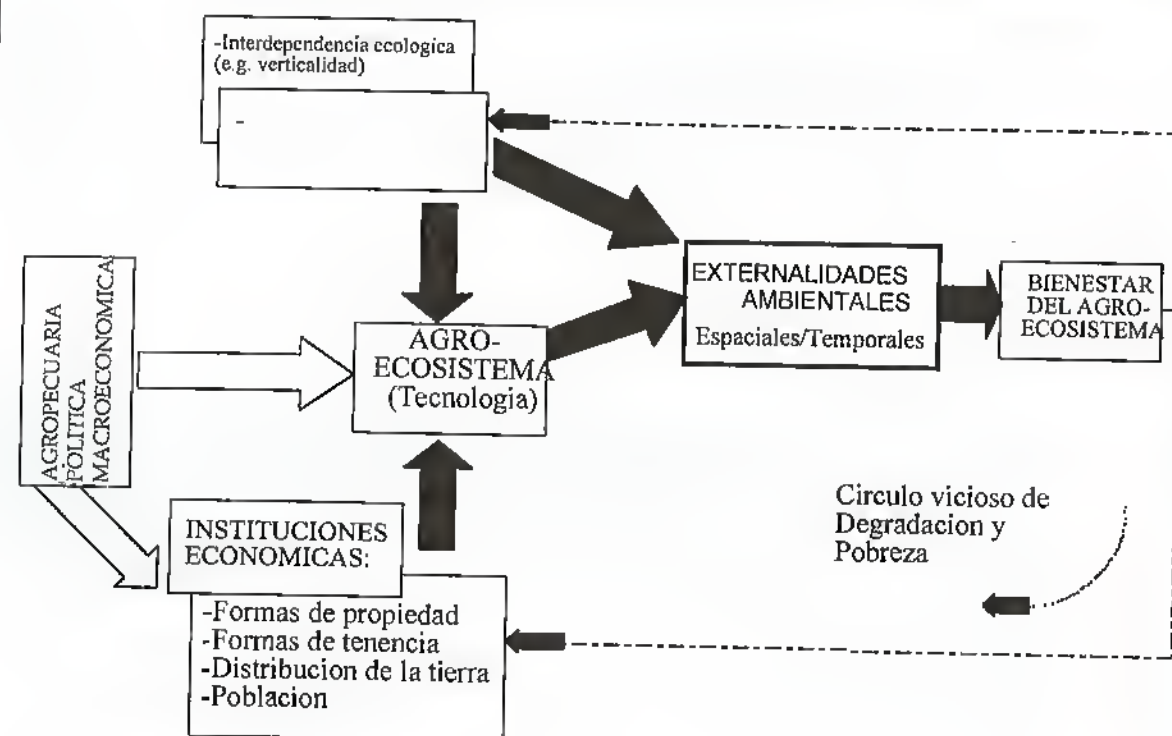 -Interdependencia ecologica
(e.g. verticalidad)
-
EXTERNALIDADES
AMBIENTALES
Espaciales/Temporales
BIENESTAR
DEL AGRO-
ECOSISTEMA
AGRO-
ECOSISTEMA
(Tecnologia)
AGROPECUARIA
POLITICA
MACROECONOMICA
INSTITUCIONES
ECONOMICAS:
-Formas de propiedad
-Formas de tenencia
-Distribucion de la tierra
-Poblacion
Circulo vicioso de
Degradacion y
Pobreza